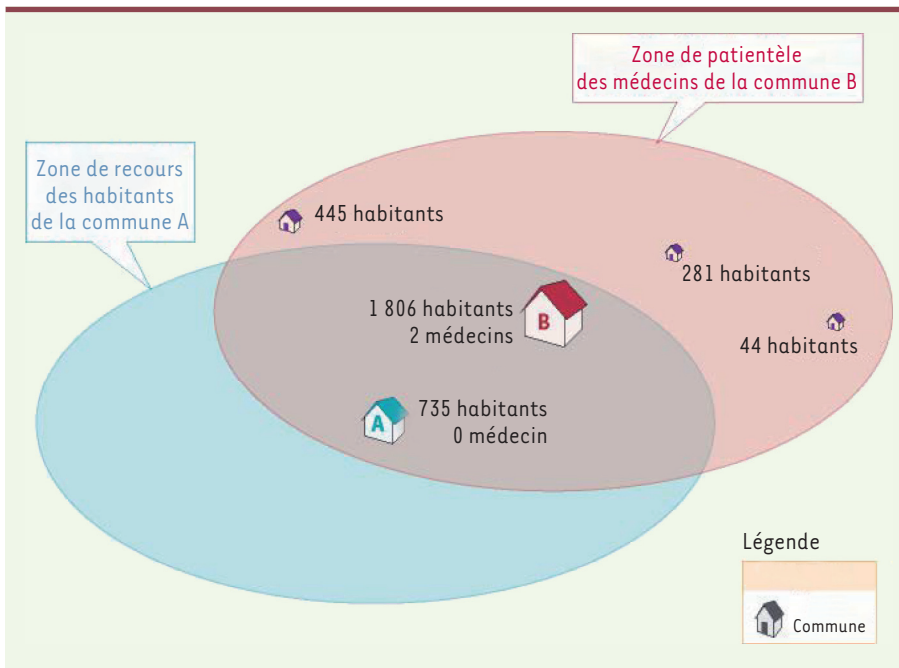 Zone de patientèle
des médecins de la commune B
Zone de recours
des habitants
de la commune A
445 habitants
281 habitants
1 806 habitants
2 médecins
B
44 habitants
A
735 habitants
0 médecin
Légende
Commune